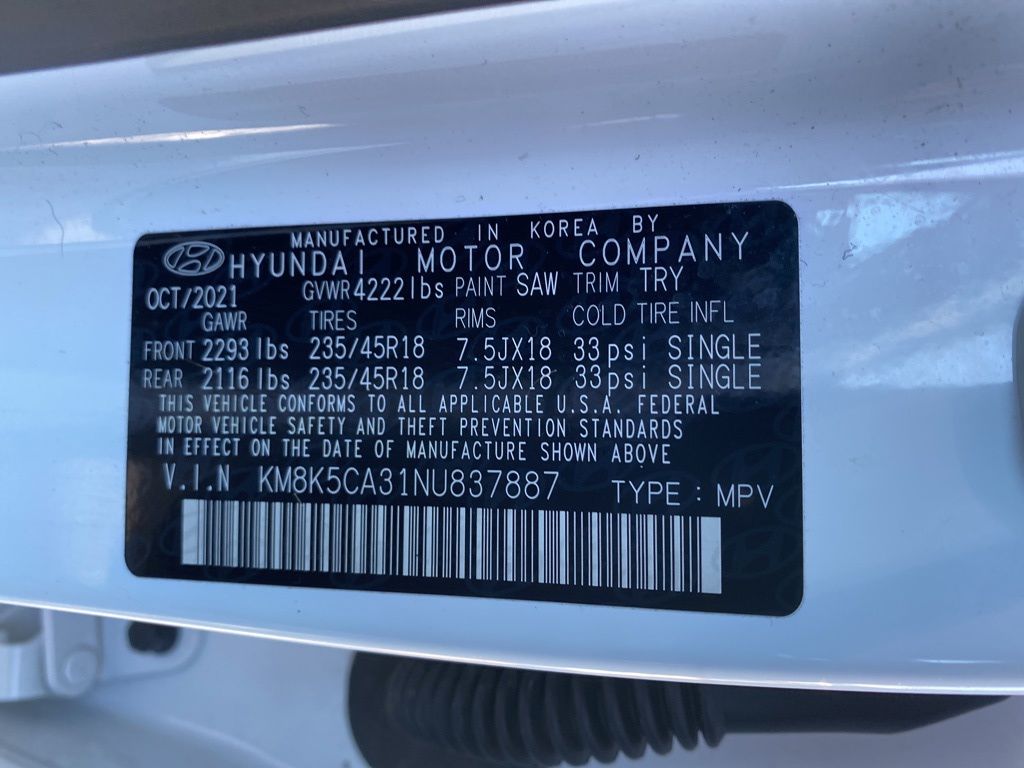 MANUFACTURED IN KOREA BY
HYUNDAI MOTOR COMPANY
OCT/2021 GVWR 4222lbs PAINT SAW TRIM TRY
GAWR TIRES RIMS COLD TIRE INFL
FRONT 2293 lbs 235/45R18 7.5JX18 33psi SINGLE
REAR 2116 lbs 235/45R18 7.5JX18 33psi SINGLE
THIS VEHICLE CONFORMS TO ALL APPLICABLE U.S.A. FEDERAL
MOTOR VEHICLE SAFETY AND THEFT PREVENTION STANDARDS
IN EFFECT ON THE DATE OF MANUFACTURE SHOWN ABOVE
V.I.N KM8K5CA31NU837887 TYPE : MPV